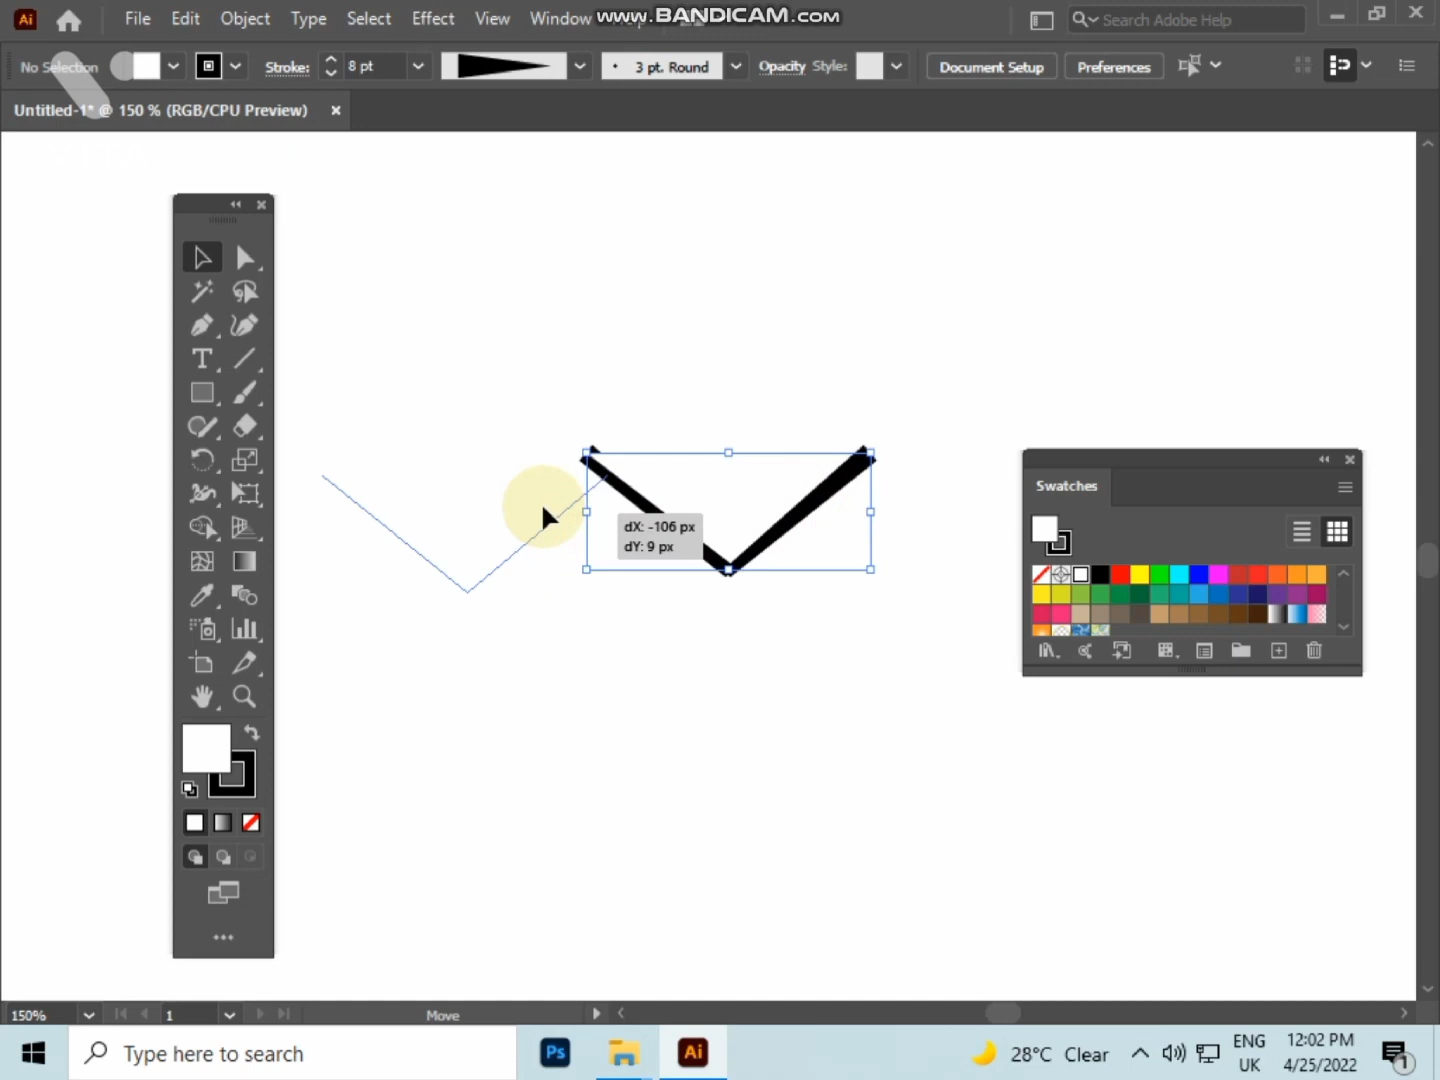 Ai File Edit Object Type Select Effect View Window
www.BANDICAM.com
Search Adobe Help
No Selection Stroke: 8 pt 3 pt. Round Opacity Style: Document Setup Preferences
Untitled-1* @ 150 % (RGB/CPU Preview) ×
T
dX: -106 px
dY: 9 px
Swatches
150% 1 Move
Type here to search
Ps
Ai
28°C Clear
ENG
UK
12:02 PM
4/25/2022
1